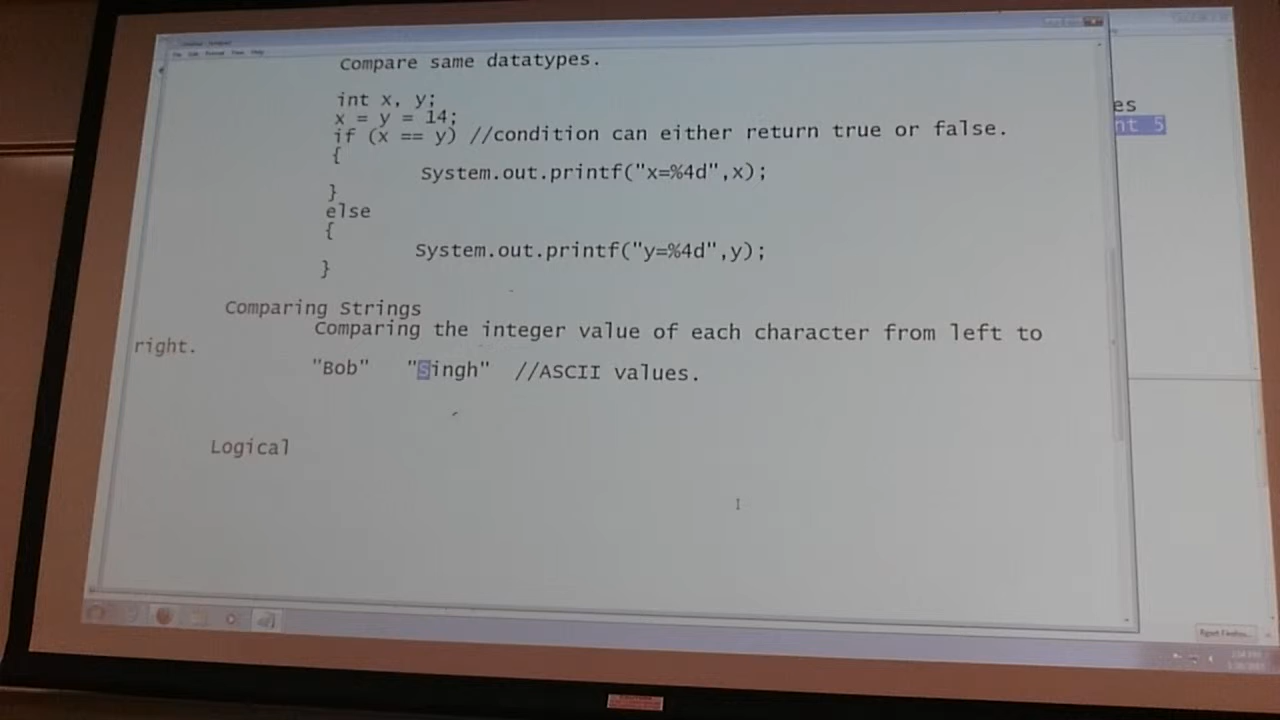 Compare same datatypes.
int x, y;
x = y = 14;
if (x == y) //condition can either return true or false.
{
System.out.printf("x=%4d",x);
}
else
{
System.out.printf("y=%4d",y);
}
Comparing Strings
Comparing the integer value of each character from left to
right.
"Bob" "Singh" //ASCII values.
Logical
es
nt 5